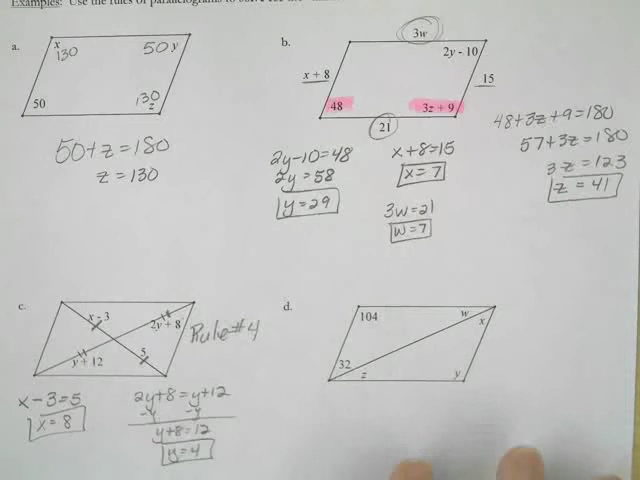 Examples: Use the rules of parallelograms to solve for the
a.
x
130
50 y
50
130
z
50+z=180
z=130
b.
3w
2y - 10
x + 8
15
48
3z + 9
21
2y-10=48
2y=58
y=29
x+8=15
x=7
3w=21
w=7
48+3z+9=180
57+3z=180
3z=123
z=41
c.
x - 3
2y + 8
y + 12
5
Rule #4
x-3=5
x=8
2y+8=y+12
-y -y
y+8=12
y=4
d.
104
w
x
32
z
y